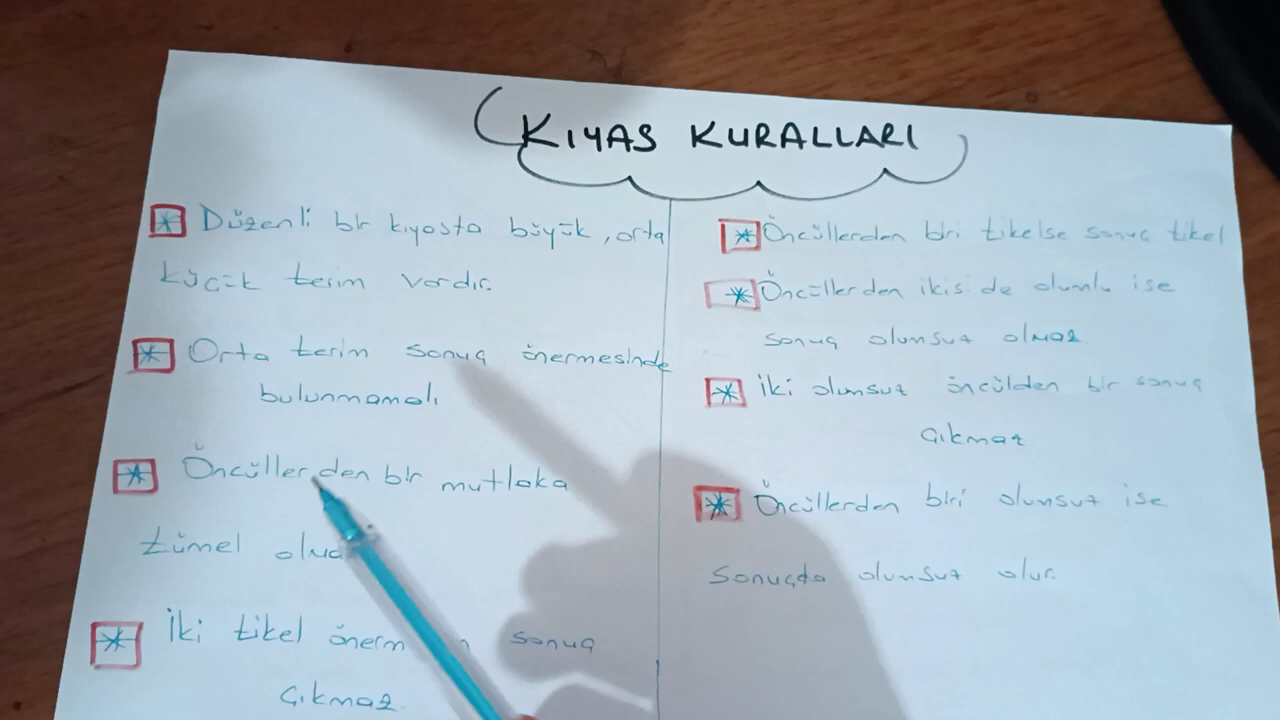 KIYAS KURALLARI
Düzenli bir kıyasta büyük, orta
küçük terim vardır.
Orta terim sonuç önermesinde
bulunmamalı
Öncüllerden bir mutlaka
tümel
İki tikel sonuç
Çıkmaz.
Öncüllerden biri tikelse sonuç tikel
Öncüllerden ikisi de olumlu ise
sonuç olumsuz olmaz
İki olumsuz öncülden bir sonuç
Çıkmaz
Öncüllerden biri olumsuz ise
Sonuçda olumsuz olur.